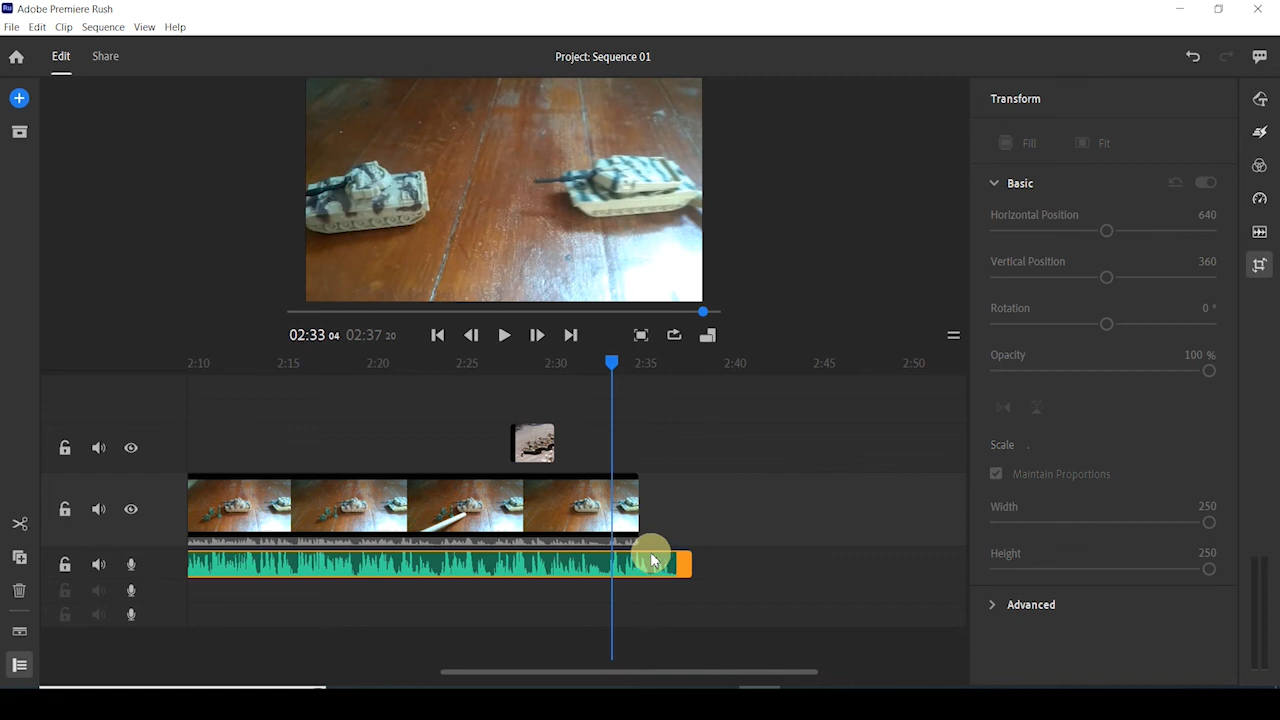 Ru Adobe Premiere Rush
File Edit Clip Sequence View Help
Edit Share Project: Sequence 01
Transform
Fill Fit
Basic
Horizontal Position 640
Vertical Position 360
Rotation 0 °
02:33 04 02:37 20
Opacity 100 %
2:10 2:15 2:20 2:25 2:30 2:35 2:40 2:45 2:50
Scale
Maintain Proportions
Width 250
Height 250
Advanced